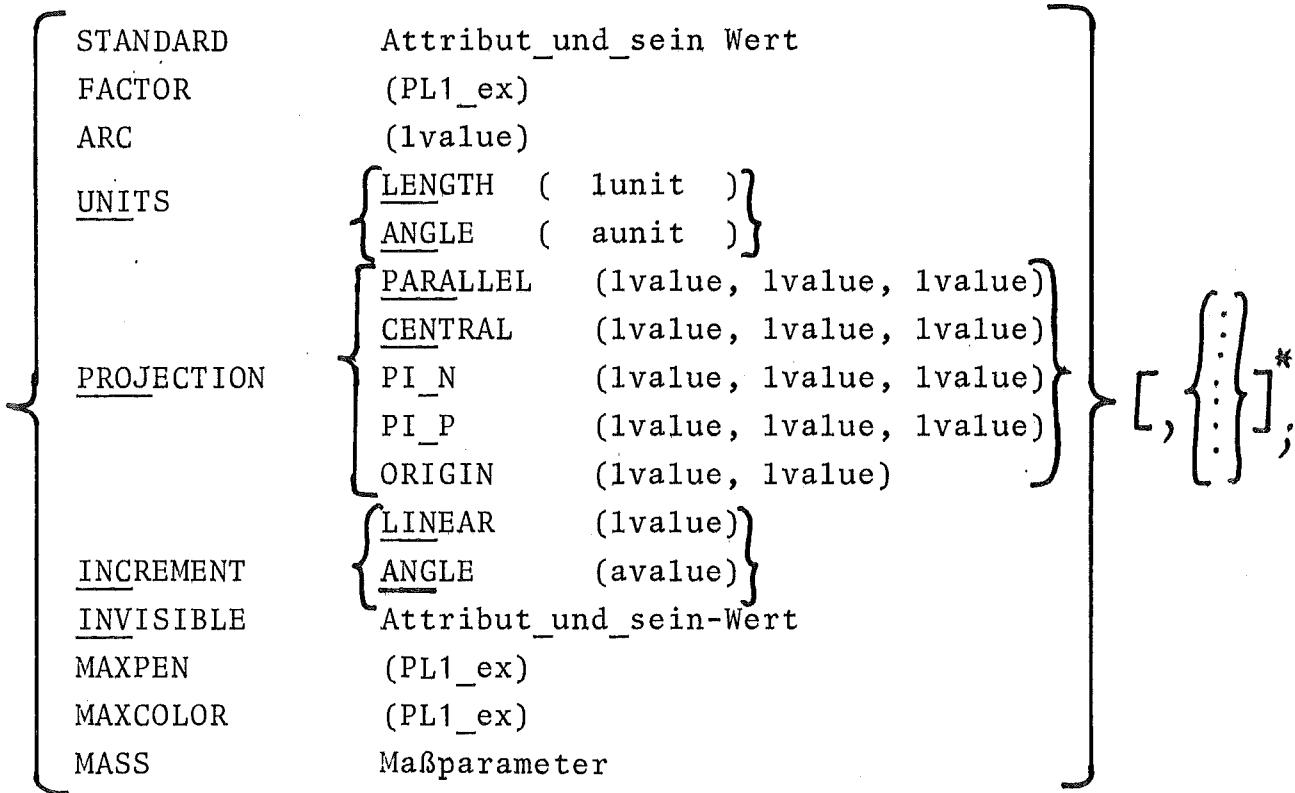 STANDARD Attribut_und_sein Wert
FACTOR (PL1_ex)
ARC (lvalue)
UNITS { LENGTH ( lunit )
ANGLE ( aunit ) }
PROJECTION { PARALLEL (lvalue, lvalue, lvalue)
CENTRAL (lvalue, lvalue, lvalue)
PI_N (lvalue, lvalue, lvalue)
PI_P (lvalue, lvalue, lvalue)
ORIGIN (lvalue, lvalue) } [, { ⋮ } ]* ;
INCREMENT { LINEAR (lvalue)
ANGLE (avalue) }
INVISIBLE Attribut_und_sein-Wert
MAXPEN (PL1_ex)
MAXCOLOR (PL1_ex)
MASS Maßparameter